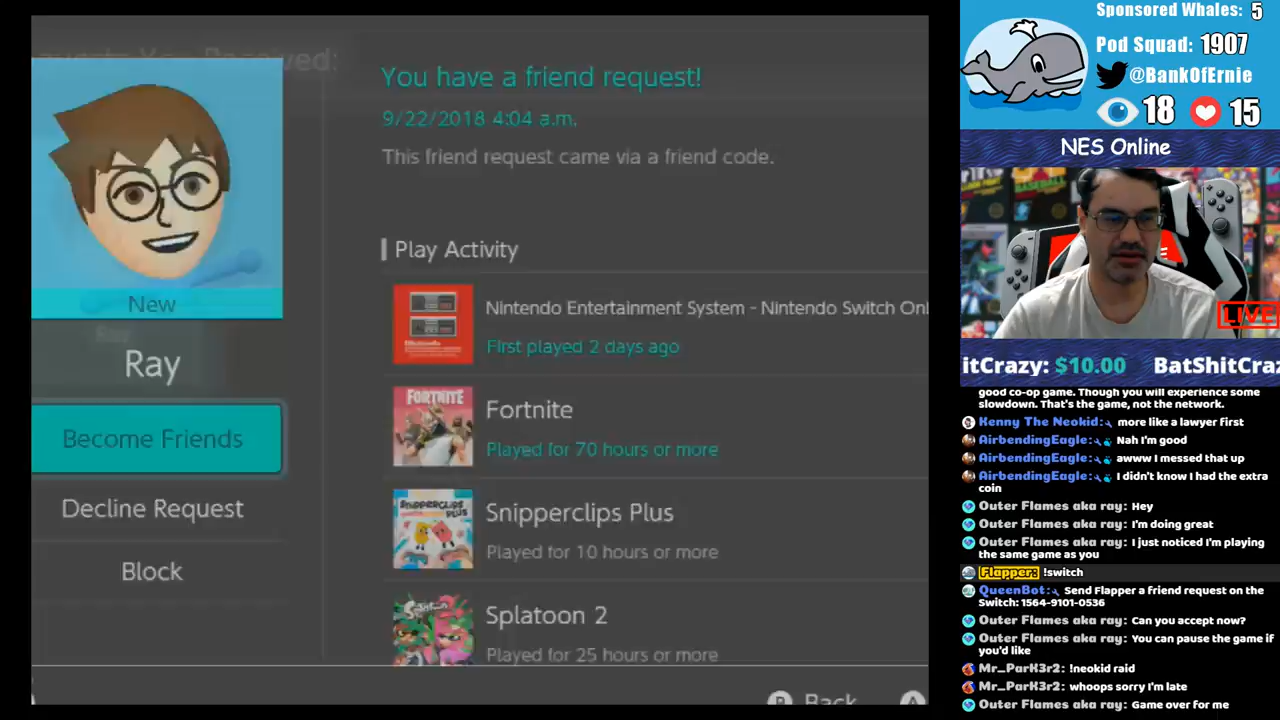 You have a friend request!
9/22/2018 4:04 a.m.
This friend request came via a friend code.
New
Ray
Become Friends
Decline Request
Block
Play Activity
Nintendo Entertainment System - Nintendo Switch Onl
First played 2 days ago
Fortnite
Played for 70 hours or more
Snipperclips Plus
Played for 10 hours or more
Splatoon 2
Played for 25 hours or more
Back
Sponsored Whales: 5
Pod Squad: 1907
@BankOfErnie
18 15
NES Online
LIVE
itCrazy: $10.00 BatShitCraz
good co-op game. Though you will experience some
slowdown. That's the game, not the network.
Kenny The Neokid: more like a lawyer first
AirbendingEagle: Nah I'm good
AirbendingEagle: awww I messed that up
AirbendingEagle: I didn't know I had the extra
coin
Outer Flames aka ray: Hey
Outer Flames aka ray: I'm doing great
Outer Flames aka ray: I just noticed I'm playing
the same game as you
Flapper: !switch
QueenBot: Send Flapper a friend request on the
Switch: 1564-9101-0536
Outer Flames aka ray: Can you accept now?
Outer Flames aka ray: You can pause the game if
you'd like
Mr_ParK3r2: !neokid raid
Mr_ParK3r2: whoops sorry I'm late
Outer Flames aka ray: Game over for me